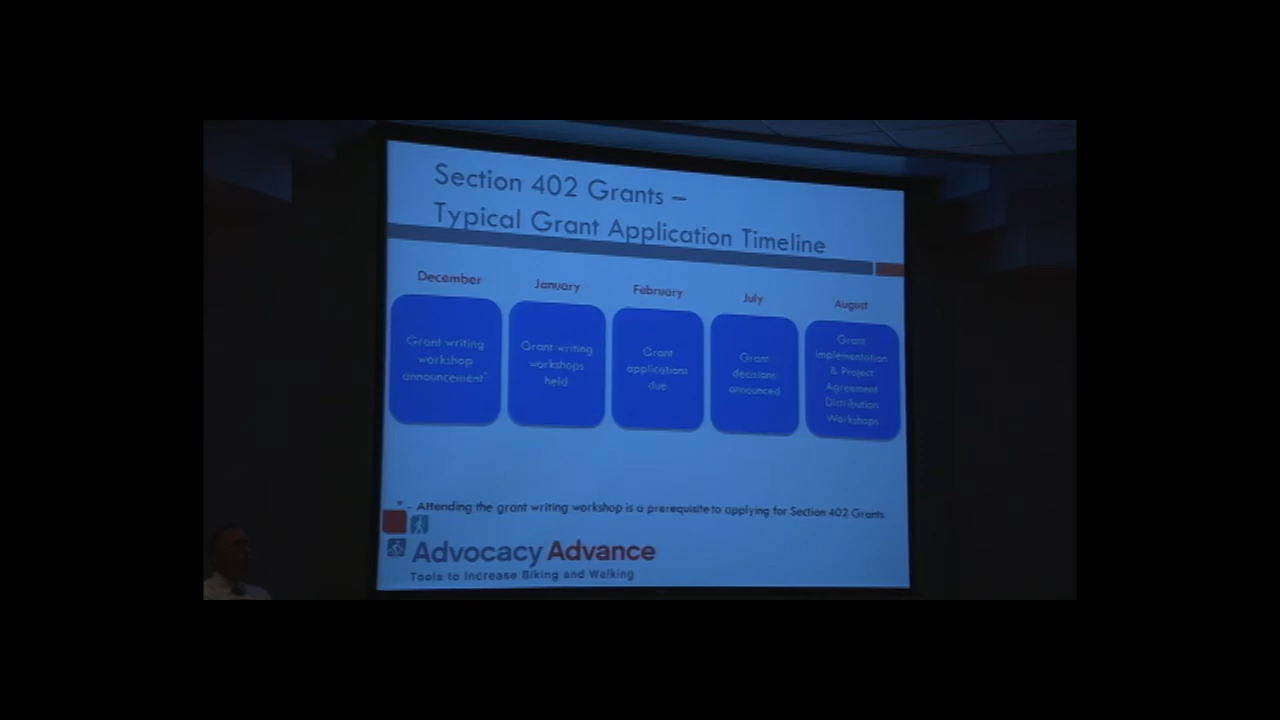 Section 402 Grants –
Typical Grant Application Timeline
December
January
February
July
August
Grant writing
workshop
announcement*
Grant writing
workshops
held
Grant
applications
due
Grant
decisions
announced
Grant
Implementation
& Project
Agreement
Distribution
Workshops
* - Attending the grant writing workshop is a prerequisite to applying for Section 402 Grants
Advocacy Advance
Tools to Increase Biking and Walking